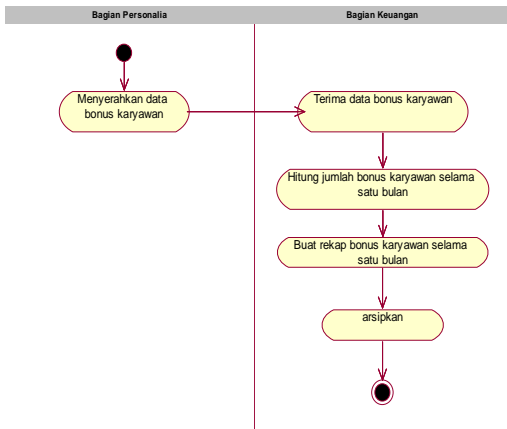 Bagian Personalia
Bagian Keuangan
Menyerahkan data
bonus karyawan
Terima data bonus karyawan
Hitung jumlah bonus karyawan selama
satu bulan
Buat rekap bonus karyawan selama
satu bulan
arsipkan